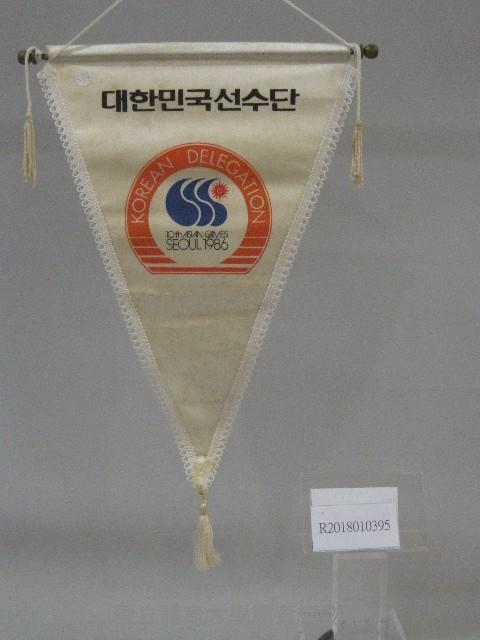 대한민국선수단
KOREAN DELEGATION
10th ASIAN GAMES
SEOUL 1986
R2018010395